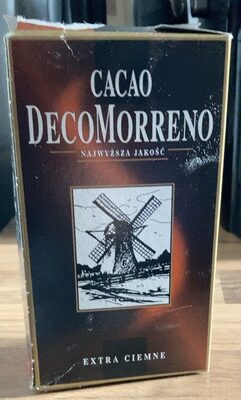 CACAO
DECOMORRENO
NAJWYŻSZA JAKOŚĆ
EXTRA CIEMNE